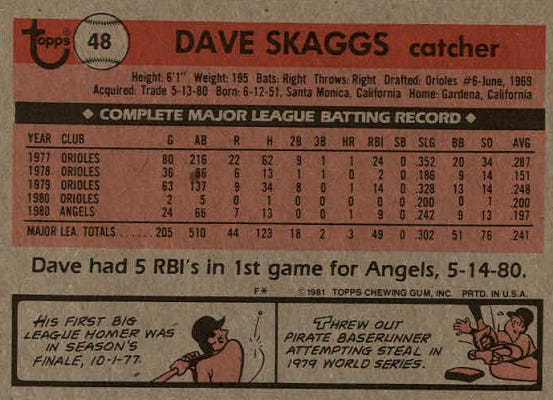 topps
48
DAVE SKAGGS catcher
Height: 6'1" Weight: 195 Bats: Right Throws: Right Drafted: Orioles #6-June, 1969
Acquired: Trade 5-13-80 Born: 6-12-51, Santa Monica, California Home: Gardena, California
COMPLETE MAJOR LEAGUE BATTING RECORD
YEAR CLUB G AB R H 2B 3B HR RBI SB SLG BB SO AVG
1977 ORIOLES 80 216 22 62 9 1 1 24 0 .352 20 34 .287
1978 ORIOLES 36 86 6 13 1 1 0 2 0 .186 9 14 .151
1979 ORIOLES 63 137 9 34 8 0 1 14 0 .328 13 14 .248
1980 ORIOLES 2 5 0 1 0 0 0 0 0 .200 0 0 .200
1980 ANGELS 24 66 7 13 0 0 1 9 0 .242 9 13 .197
MAJOR LEA. TOTALS 205 510 44 123 18 2 3 49 0 .302 51 76 .241
Dave had 5 RBI's in 1st game for Angels, 5-14-80.
F* ©1981 TOPPS CHEWING GUM, INC. PRTD. IN U.S.A.
HIS FIRST BIG
LEAGUE HOMER WAS
IN SEASON'S
FINALE, 10-1-77.
THREW OUT
PIRATE BASERUNNER
ATTEMPTING STEAL IN
1979 WORLD SERIES.